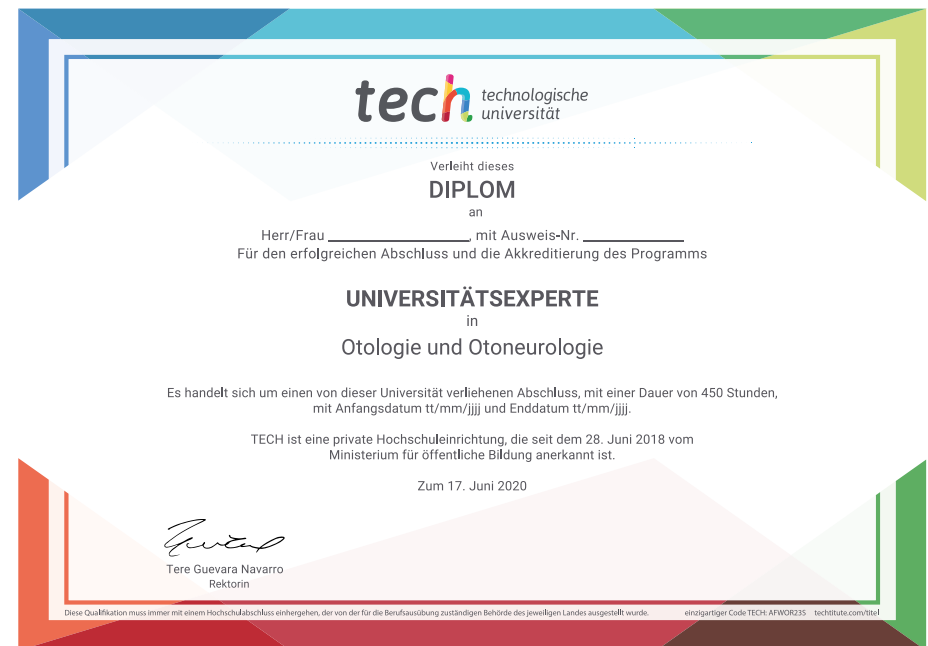 tech technologische
universität
Verleiht dieses
DIPLOM
an
Herr/Frau ____________________, mit Ausweis-Nr. ______________
Für den erfolgreichen Abschluss und die Akkreditierung des Programms
UNIVERSITÄTSEXPERTE
in
Otologie und Otoneurologie
Es handelt sich um einen von dieser Universität verliehenen Abschluss, mit einer Dauer von 450 Stunden,
mit Anfangsdatum tt/mm/jjjj und Enddatum tt/mm/jjjj.
TECH ist eine private Hochschuleinrichtung, die seit dem 28. Juni 2018 vom
Ministerium für öffentliche Bildung anerkannt ist.
Zum 17. Juni 2020
Tere Guevara Navarro
Rektorin
Diese Qualifikation muss immer mit einem Hochschulabschluss einhergehen, der von der für die Berufsausübung zuständigen Behörde des jeweiligen Landes ausgestellt wurde. einzigartiger Code TECH: AFWOR235 techtitute.com/titel